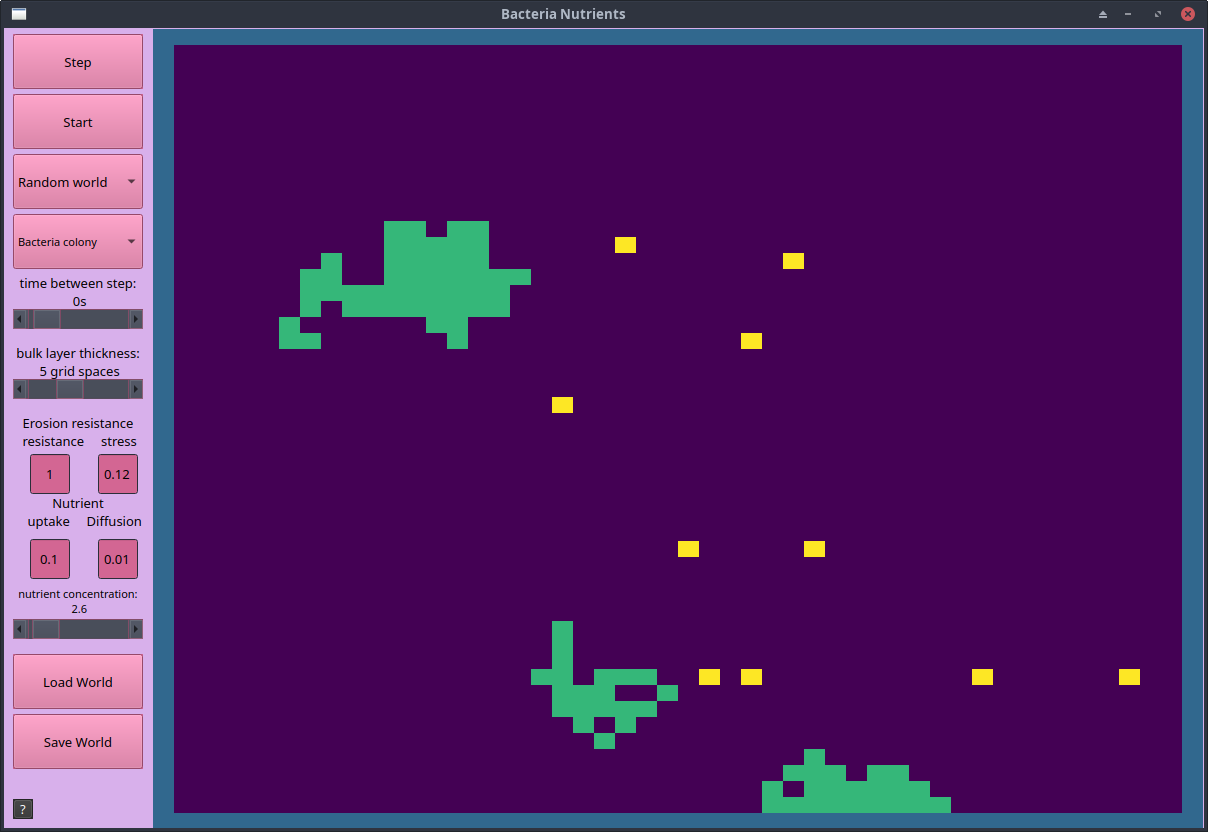 Bacteria Nutrients
Step
Start
Random world
Bacteria colony
time between step:
0s
bulk layer thickness:
5 grid spaces
Erosion resistance
resistance stress
1 0.12
Nutrient
uptake Diffusion
0.1 0.01
nutrient concentration:
2.6
Load World
Save World
?